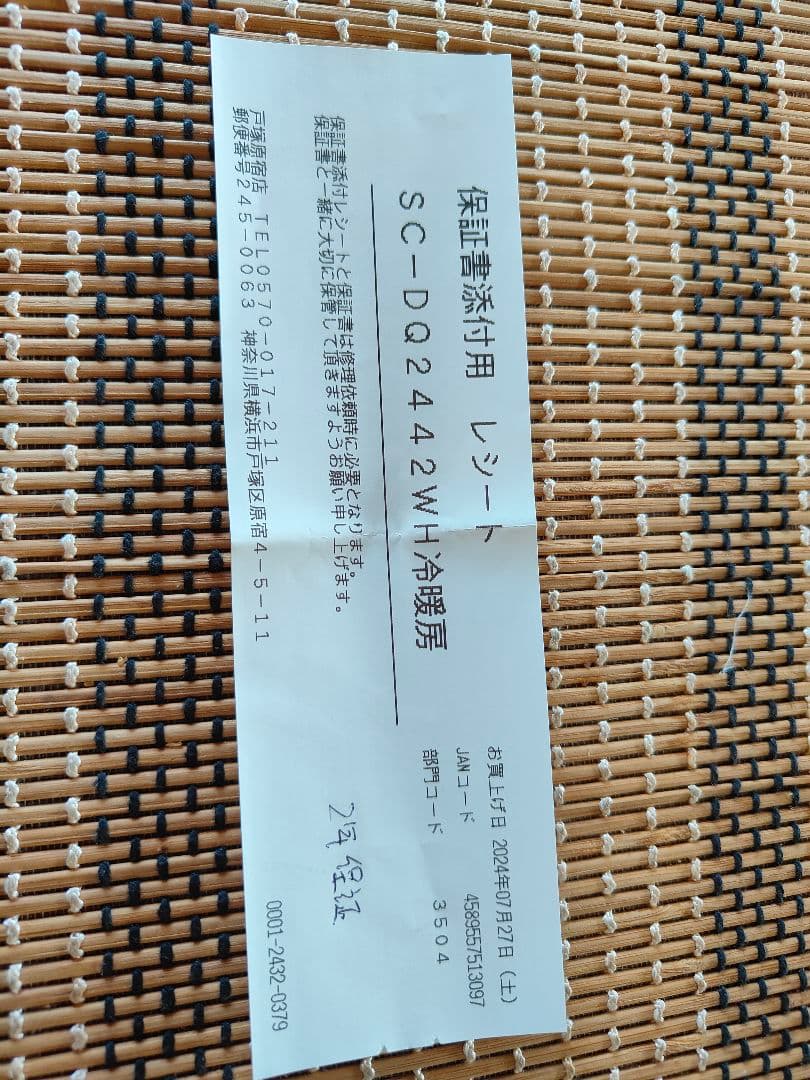 保証書添付用　レシート
SC－DQ2442WH冷暖房
お買上げ日 2024年07月27日（土）
JANコード 4589557513097
部門コード 3504
保証書添付レシートと保証書は修理依頼時に必要となります。
保証書と一緒に大切に保管して頂きますようお願い申し上げます。
2年保証
戸塚原宿店　TEL0570-017-211
郵便番号245-0063　神奈川県横浜市戸塚区原宿4-5-11
0001-2432-0379